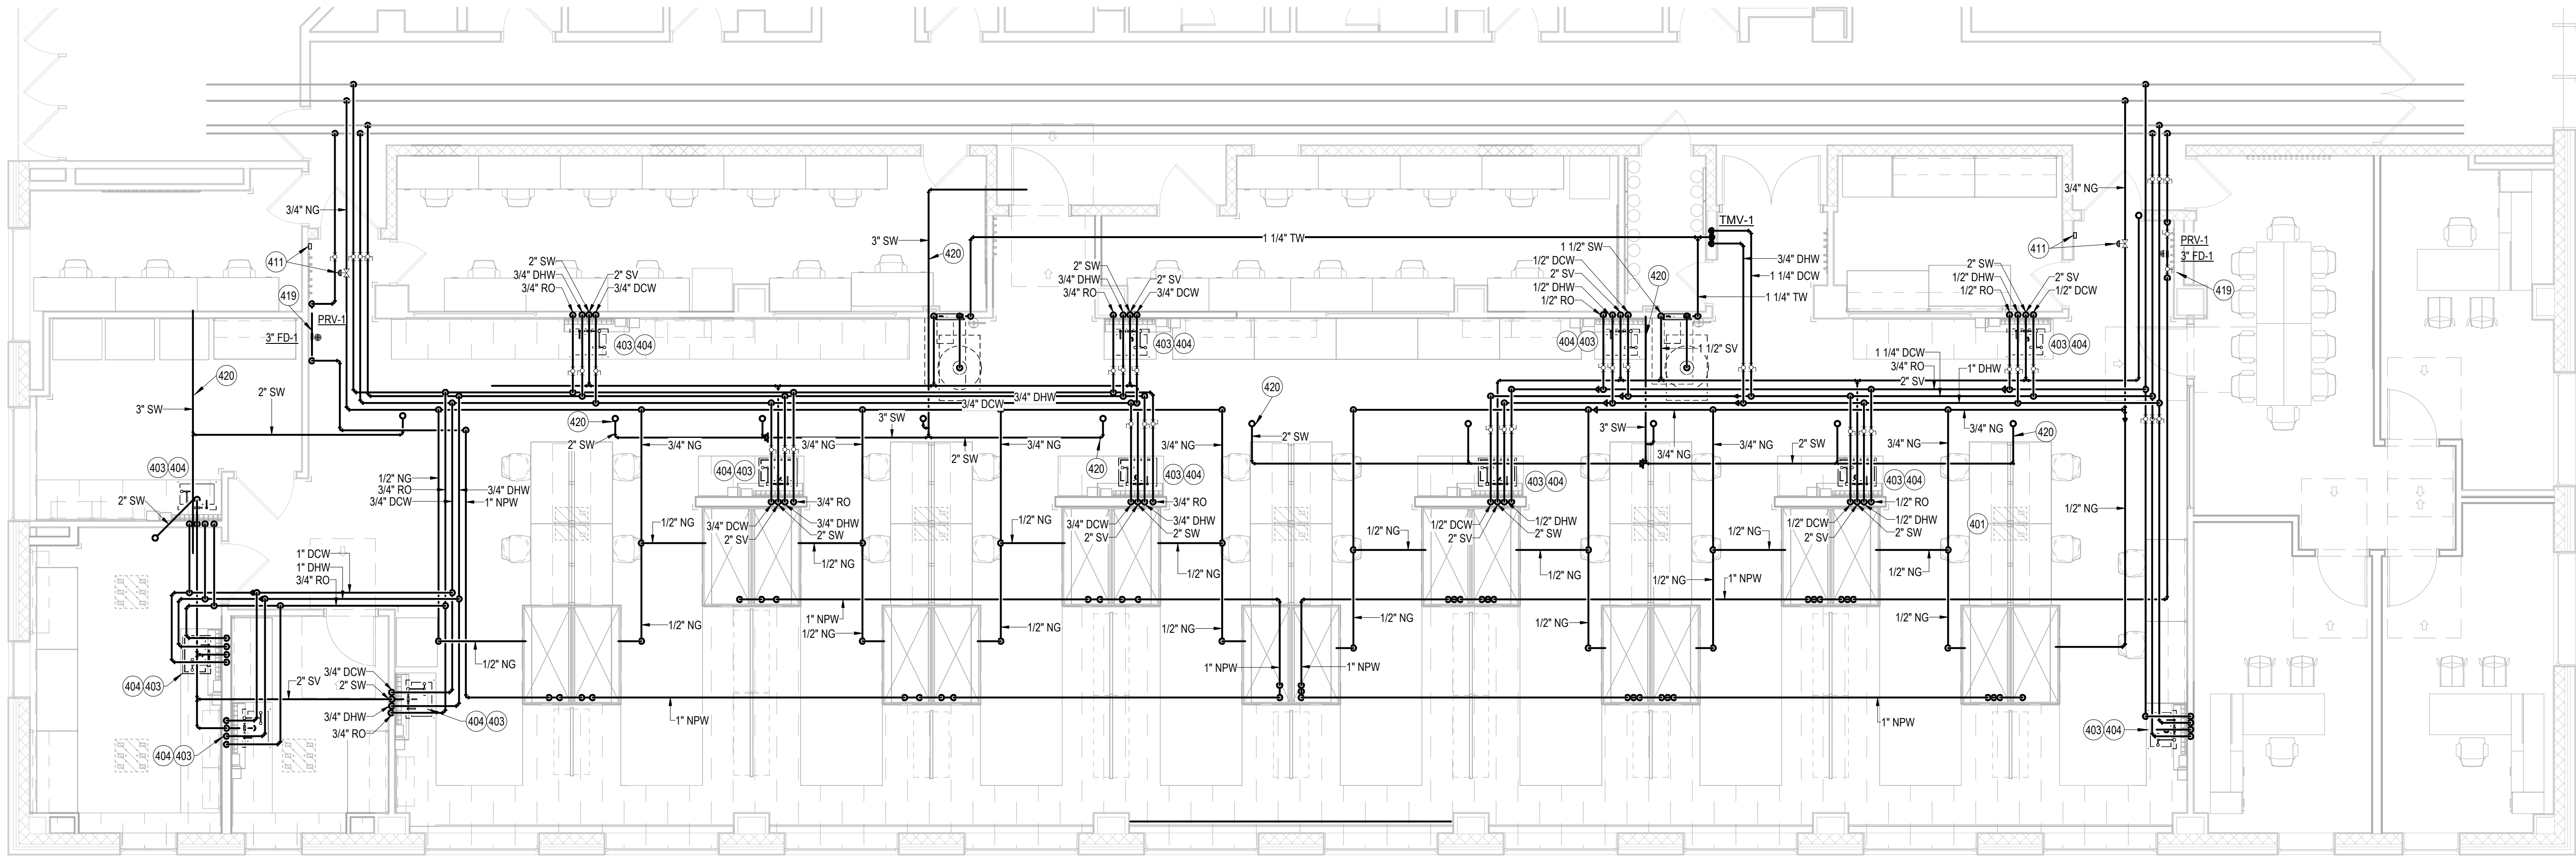 3/4" NG
411
419
PRV-1
3" FD-1
420
3" SW
2" SW
403 404
2" SW
1" DCW
1" DHW
3/4" RO
404 403
2" SV
404 403
3/4" DCW
2" SW
3/4" DHW
3/4" RO
404 403
1/2" NG
3/4" RO
3/4" DCW
3/4" DHW
1" NPW
2" SW
3/4" DHW
3/4" RO
2" SV
3/4" DCW
403 404
3" SW
420
1 1/4" TW
2" SW
3/4" DHW
3/4" RO
2" SV
3/4" DCW
403 404
3/4" DHW
3/4" DCW
420
2" SW
3/4" NG
3/4" NG
3" SW
2" SW
3/4" NG
420
3/4" NG
404 403
403 404
3/4" RO
3/4" DCW
2" SV
3/4" DHW
2" SW
3/4" RO
3/4" DCW
2" SV
3/4" DHW
2" SW
1/2" NG
1/2" NG
1/2" NG
1/2" NG
1/2" NG
1/2" NG
1" NPW
1/2" NG
1/2" NG
1/2" NG
1/2" NG
1/2" NG
1" NPW
1" NPW
1" NPW
TMV-1
1 1/2" SW
1/2" DCW
2" SV
1/2" DHW
1/2" RO
420
3/4" DHW
1 1/4" DCW
1 1/4" TW
404 403
1 1/2" SV
1 1/4" DCW
3/4" RO
2" SV
1" DHW
2" SW
1/2" DHW
1/2" RO
2" SV
1/2" DCW
403 404
3/4" NG
411
PRV-1
3" FD-1
419
420
2" SW
3" SW
3/4" NG
3/4" NG
3/4" NG
3/4" NG
2" SW
420
403 404
403 404
1/2" DCW
2" SV
1/2" DHW
2" SW
1/2" RO
1/2" DCW
2" SV
1/2" DHW
2" SW
401
1/2" NG
1/2" NG
1/2" NG
1/2" NG
1/2" NG
1/2" NG
1/2" NG
1" NPW
1/2" NG
1/2" NG
1/2" NG
1/2" NG
1/2" NG
1" NPW
403 404